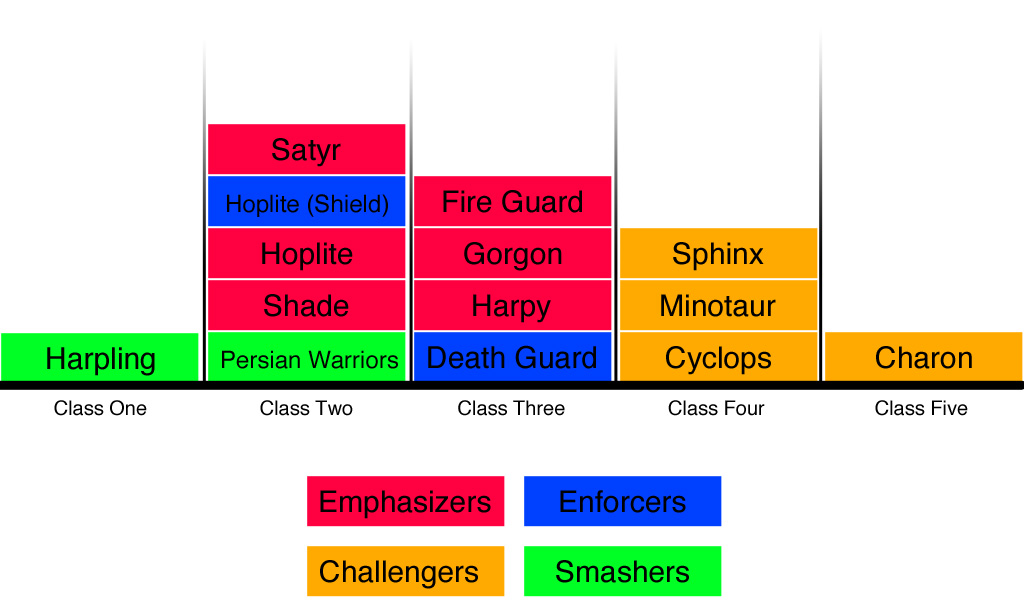 Satyr
Hoplite (Shield)
Fire Guard
Hoplite
Gorgon
Sphinx
Shade
Harpy
Minotaur
Harpling
Persian Warriors
Death Guard
Cyclops
Charon
Class One
Class Two
Class Three
Class Four
Class Five
Emphasizers
Enforcers
Challengers
Smashers